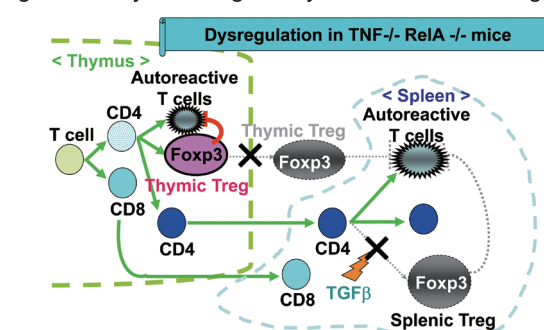 Dysregulation in TNF-/- RelA -/- mice
< Thymus >
Autoreactive
T cells
CD4
T cell
Foxp3
Thymic Treg
CD8
CD4
Thymic Treg
Foxp3
< Spleen >
Autoreactive
T cells
CD4
CD8
TGFβ
Foxp3
Splenic Treg